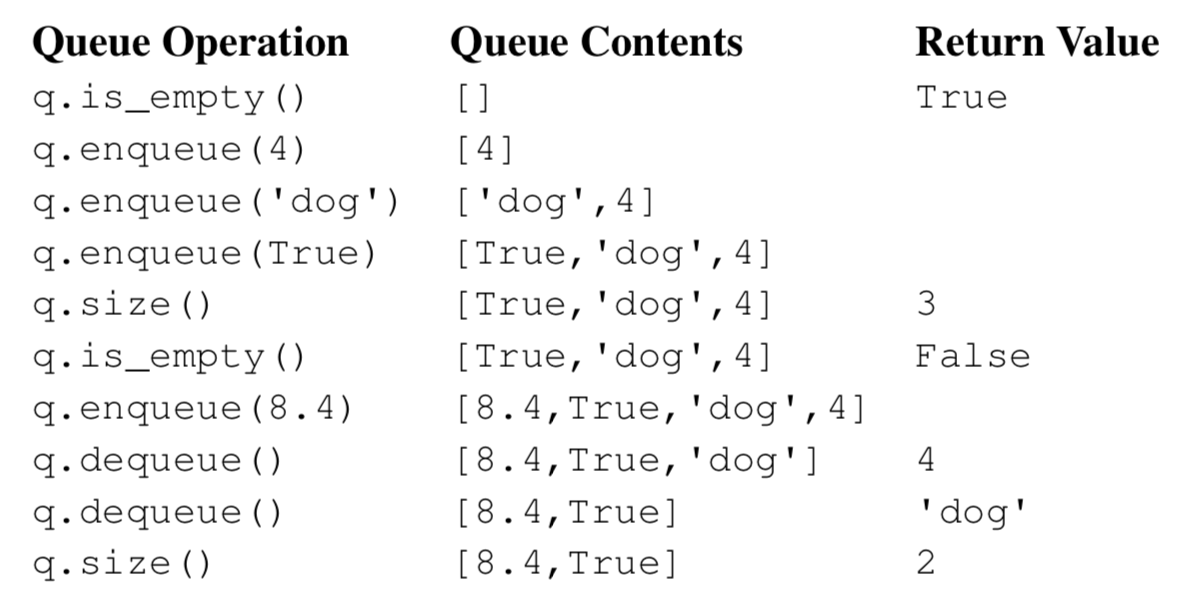 Queue Operation Queue Contents Return Value
q.is_empty() [] True
q.enqueue(4) [4]
q.enqueue('dog') ['dog',4]
q.enqueue(True) [True,'dog',4]
q.size() [True,'dog',4] 3
q.is_empty() [True,'dog',4] False
q.enqueue(8.4) [8.4,True,'dog',4]
q.dequeue() [8.4,True,'dog'] 4
q.dequeue() [8.4,True] 'dog'
q.size() [8.4,True] 2